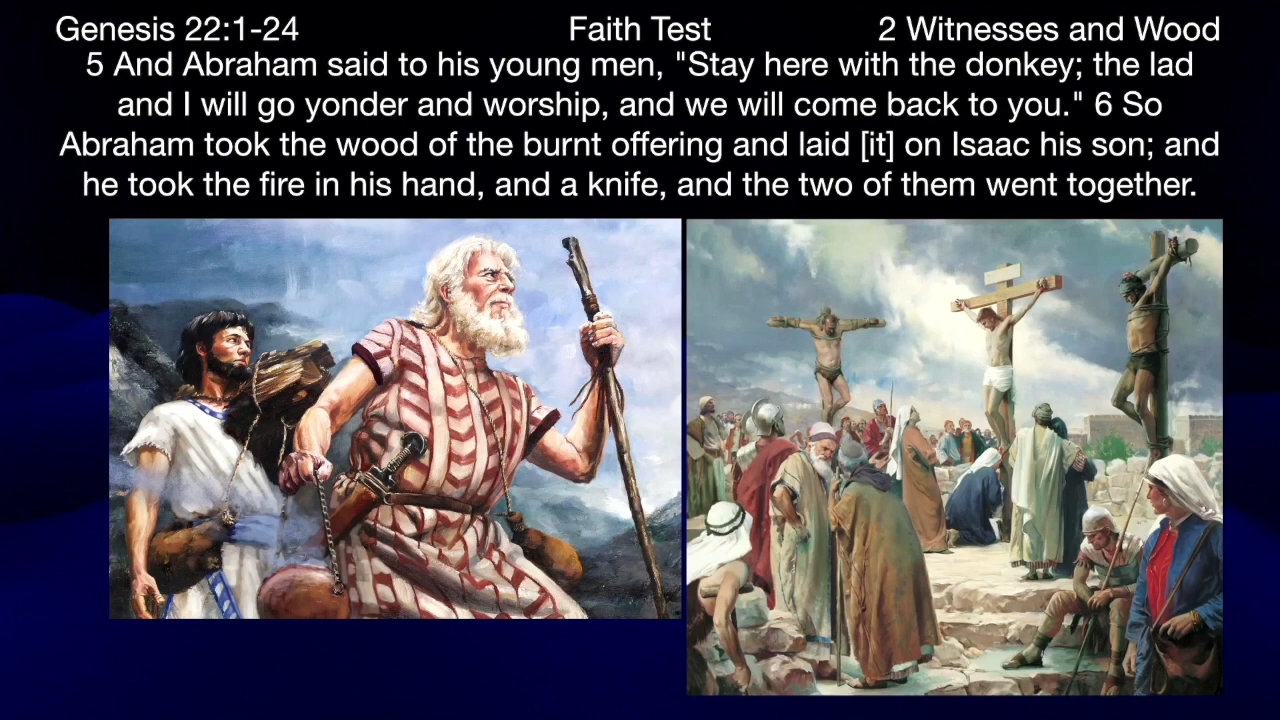 Genesis 22:1-24 Faith Test 2 Witnesses and Wood
5 And Abraham said to his young men, "Stay here with the donkey; the lad
and I will go yonder and worship, and we will come back to you." 6 So
Abraham took the wood of the burnt offering and laid [it] on Isaac his son; and
he took the fire in his hand, and a knife, and the two of them went together.